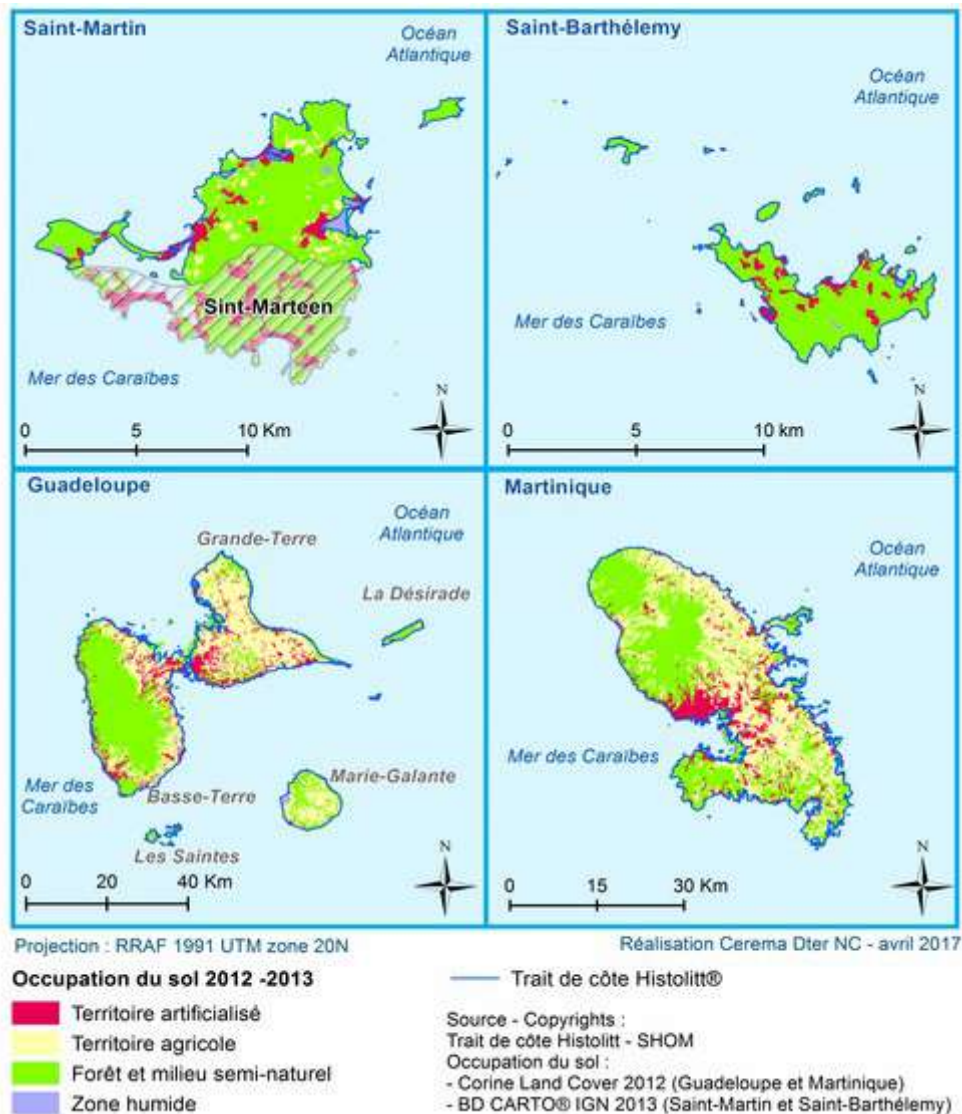 Saint-Martin
Océan
Atlantique
Sint-Marteen
Mer des Caraïbes
N
0 5 10 Km
Saint-Barthélemy
Océan
Atlantique
Mer des Caraïbes
N
0 5 10 km
Guadeloupe
Océan
Atlantique
Grande-Terre
La Désirade
Mer des
Caraïbes
Basse-Terre
Marie-Galante
Les Saintes
N
0 20 40 Km
Martinique
Océan
Atlantique
Mer des Caraïbes
N
0 15 30 Km
Projection : RRAF 1991 UTM zone 20N
Réalisation Cerema Dter NC - avril 2017
Occupation du sol 2012 -2013
Territoire artificialisé
Territoire agricole
Forêt et milieu semi-naturel
Zone humide
Trait de côte Histolitt®
Source - Copyrights :
Trait de côte Histolitt - SHOM
Occupation du sol :
- Corine Land Cover 2012 (Guadeloupe et Martinique)
- BD CARTO® IGN 2013 (Saint-Martin et Saint-Barthélemy)